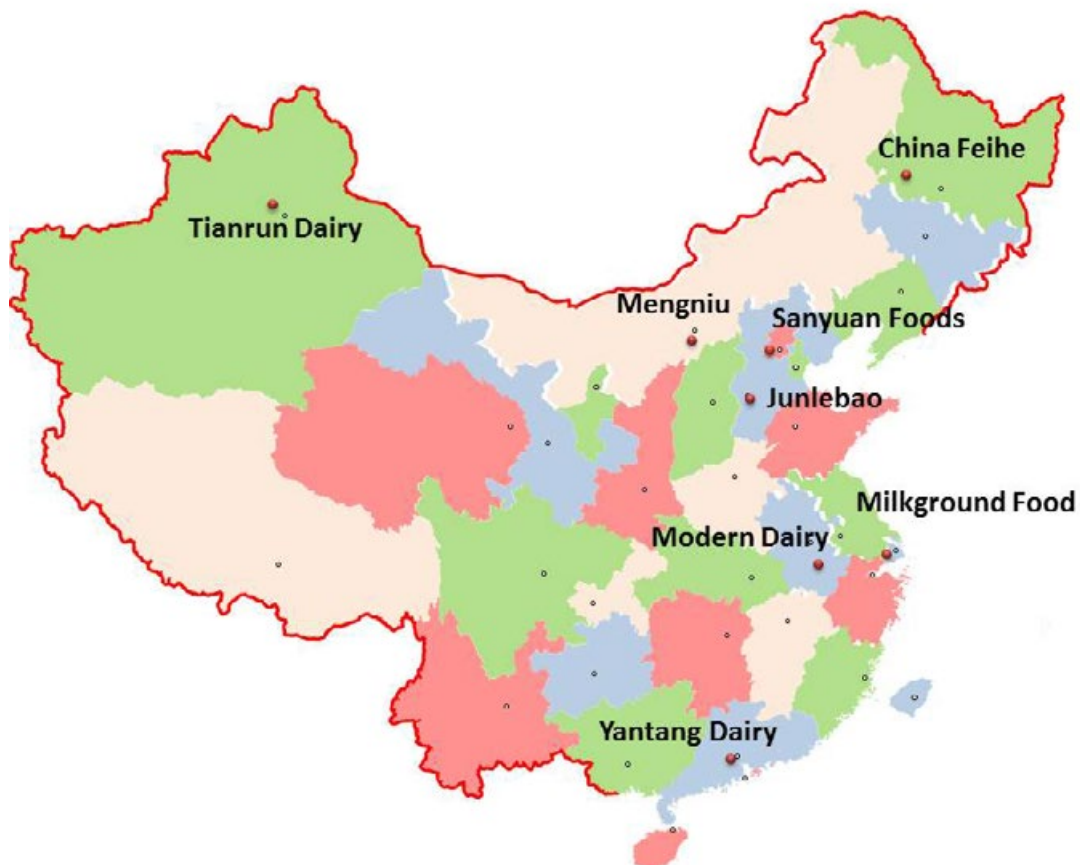 China Feihe
Tianrun Dairy
Mengniu
Sanyuan Foods
Junlebao
Milkground Food
Modern Dairy
Yantang Dairy